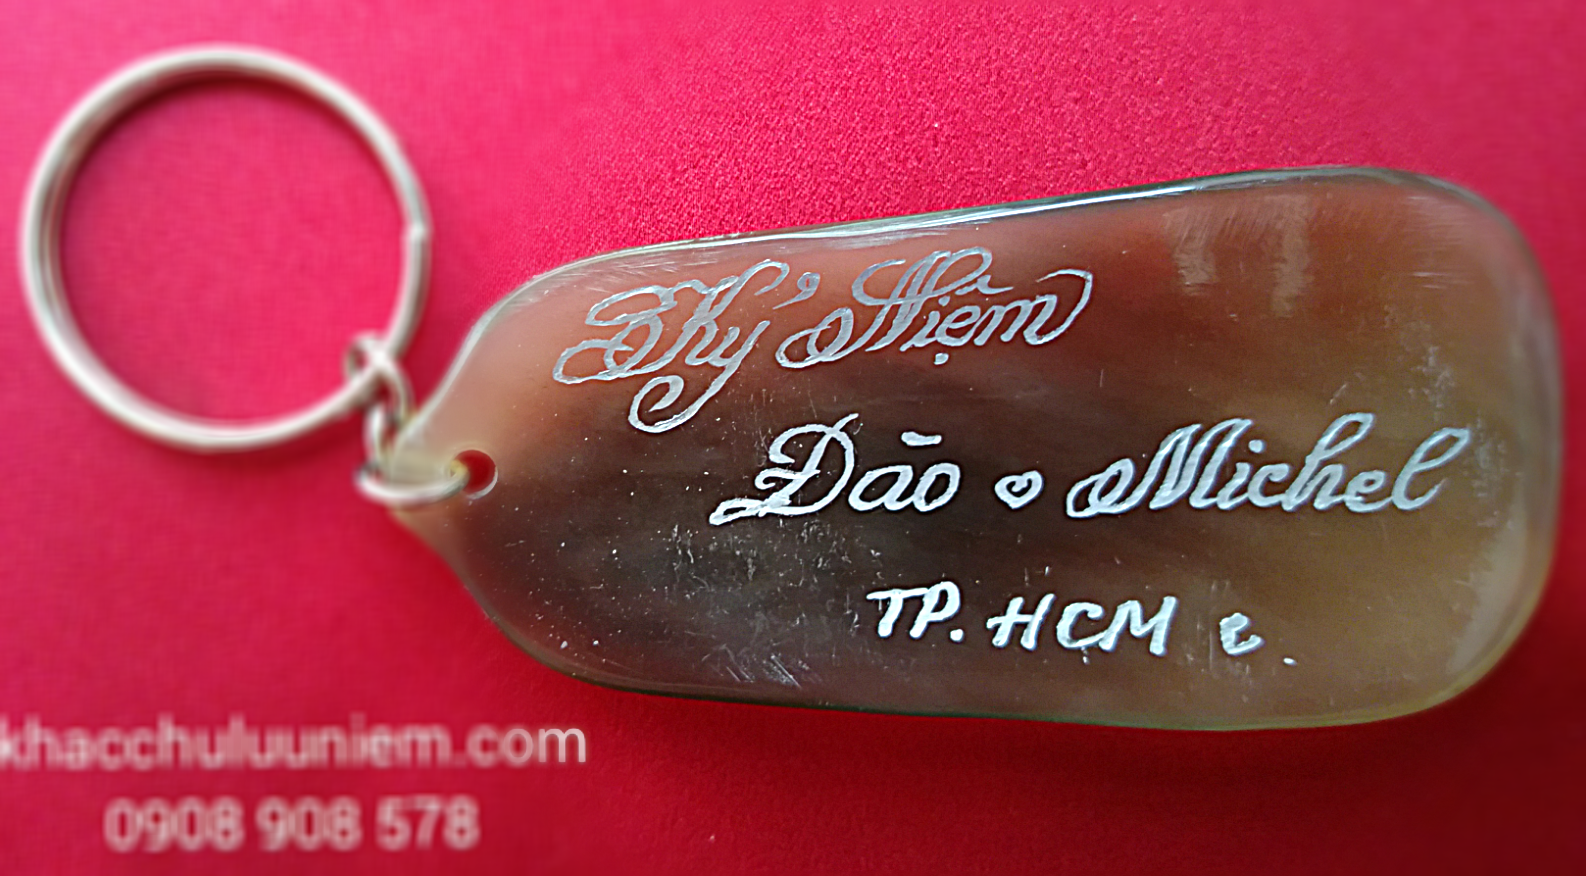 Kỷ Niệm
Đào ♡ Michel
TP. HCM
khacchuluuniem.com
0908 908 578